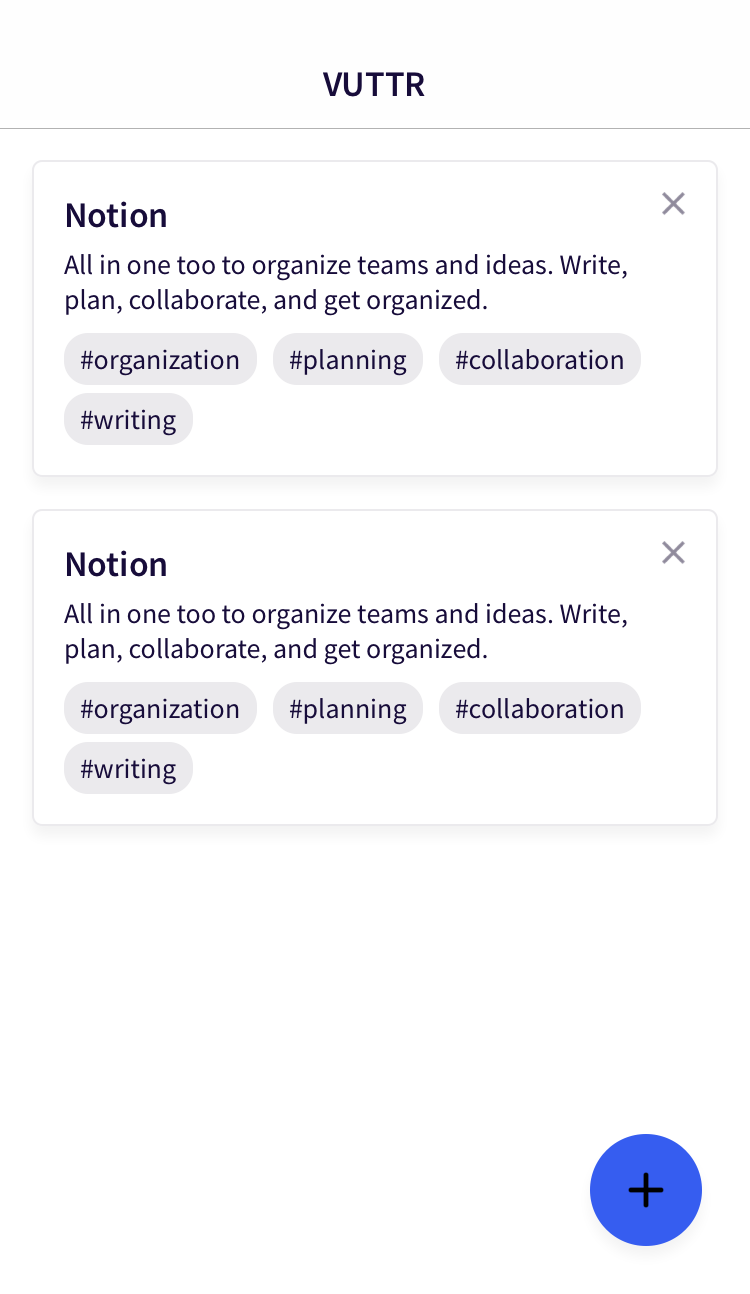 VUTTR
Notion
All in one too to organize teams and ideas. Write,
plan, collaborate, and get organized.
#organization #planning #collaboration
#writing
Notion
All in one too to organize teams and ideas. Write,
plan, collaborate, and get organized.
#organization #planning #collaboration
#writing